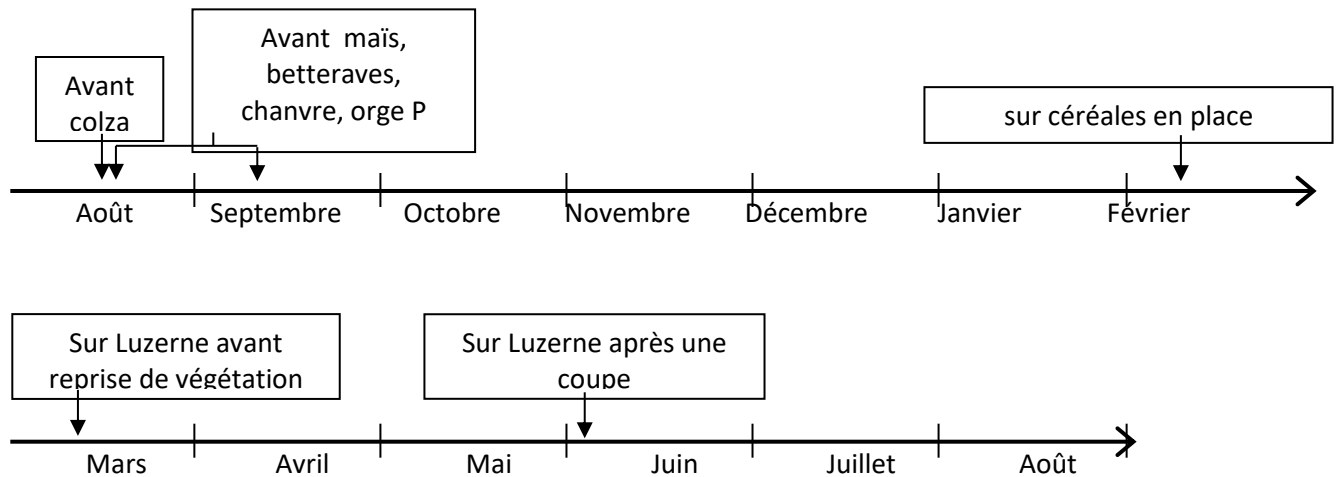 Avant
colza
Avant maïs,
betteraves,
chanvre, orge P
sur céréales en place
Août Septembre Octobre Novembre Décembre Janvier Février
Sur Luzerne avant
reprise de végétation
Sur Luzerne après une
coupe
Mars Avril Mai Juin Juillet Août